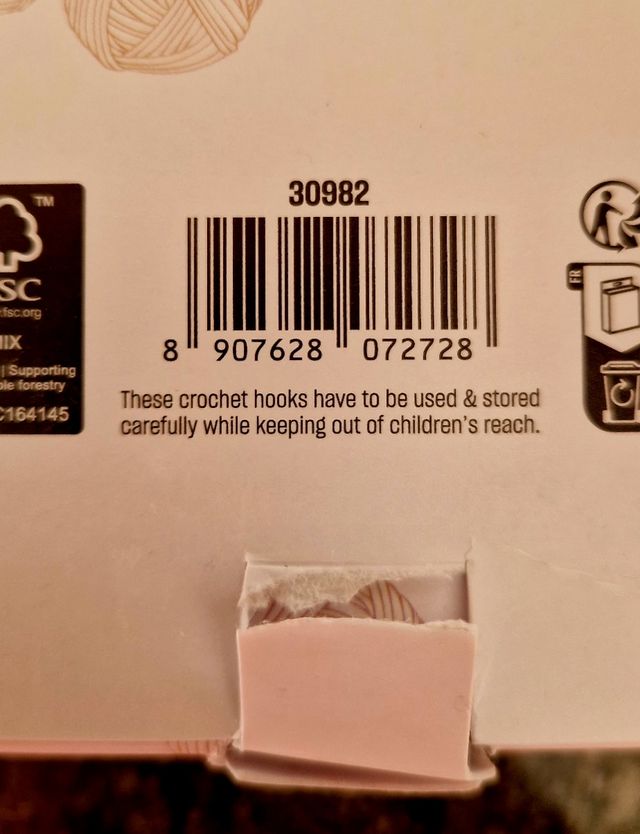 30982
8 907628 072728
These crochet hooks have to be used & stored
carefully while keeping out of children's reach.
TM
SC
.fsc.org
IX
| Supporting
forestry
C164145
FR